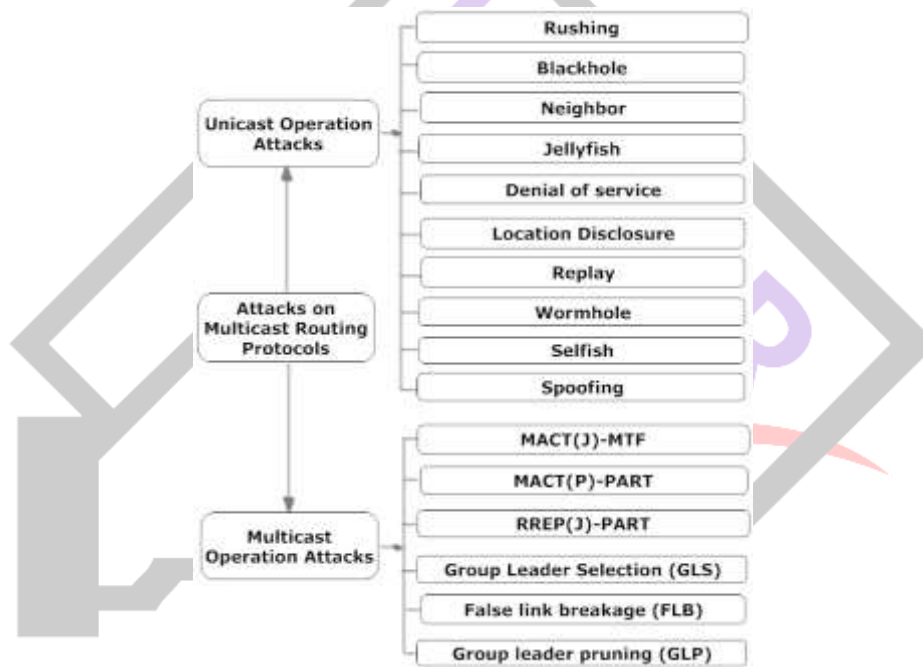 Rushing
Blackhole
Neighbor
Jellyfish
Denial of service
Location Disclosure
Replay
Wormhole
Selfish
Spoofing
Unicast Operation
Attacks
Attacks on
Multicast Routing
Protocols
Multicast
Operation Attacks
MACT(J)-MTF
MACT(P)-PART
RREP(J)-PART
Group Leader Selection (GLS)
False link breakage (FLB)
Group leader pruning (GLP)